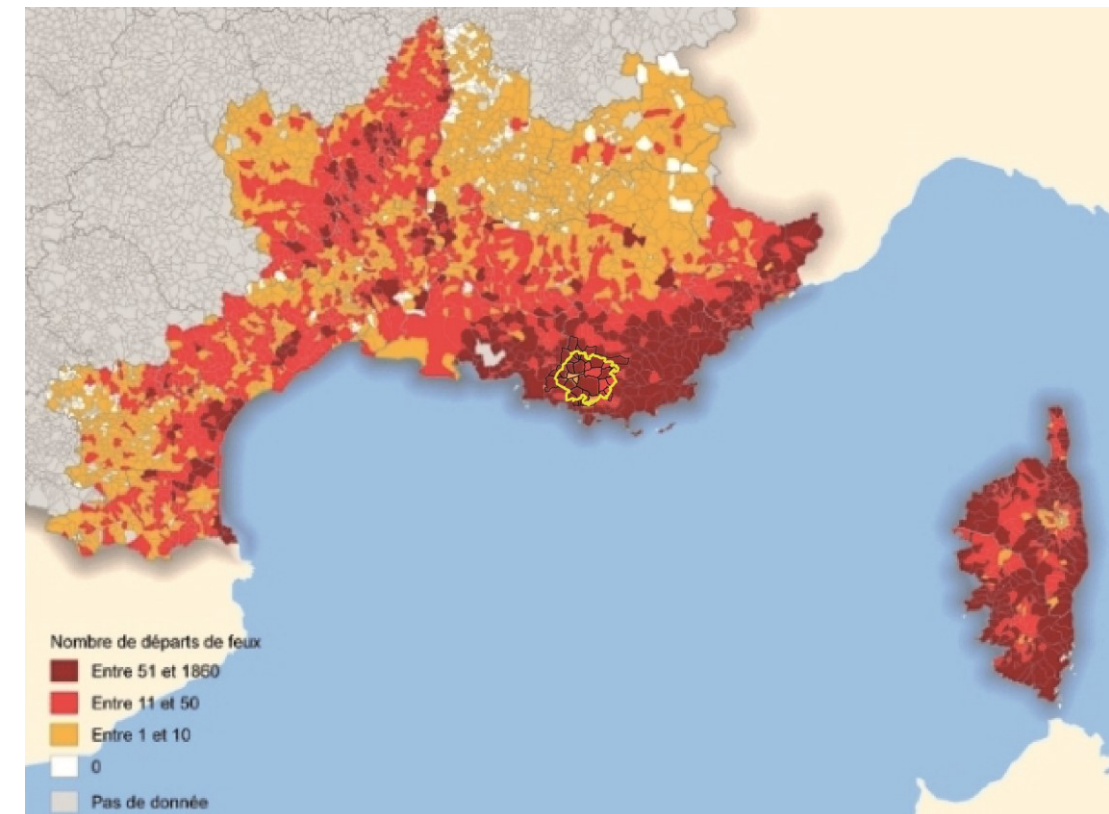 Nombre de départs de feux
Entre 51 et 1860
Entre 11 et 50
Entre 1 et 10
0
Pas de donnée